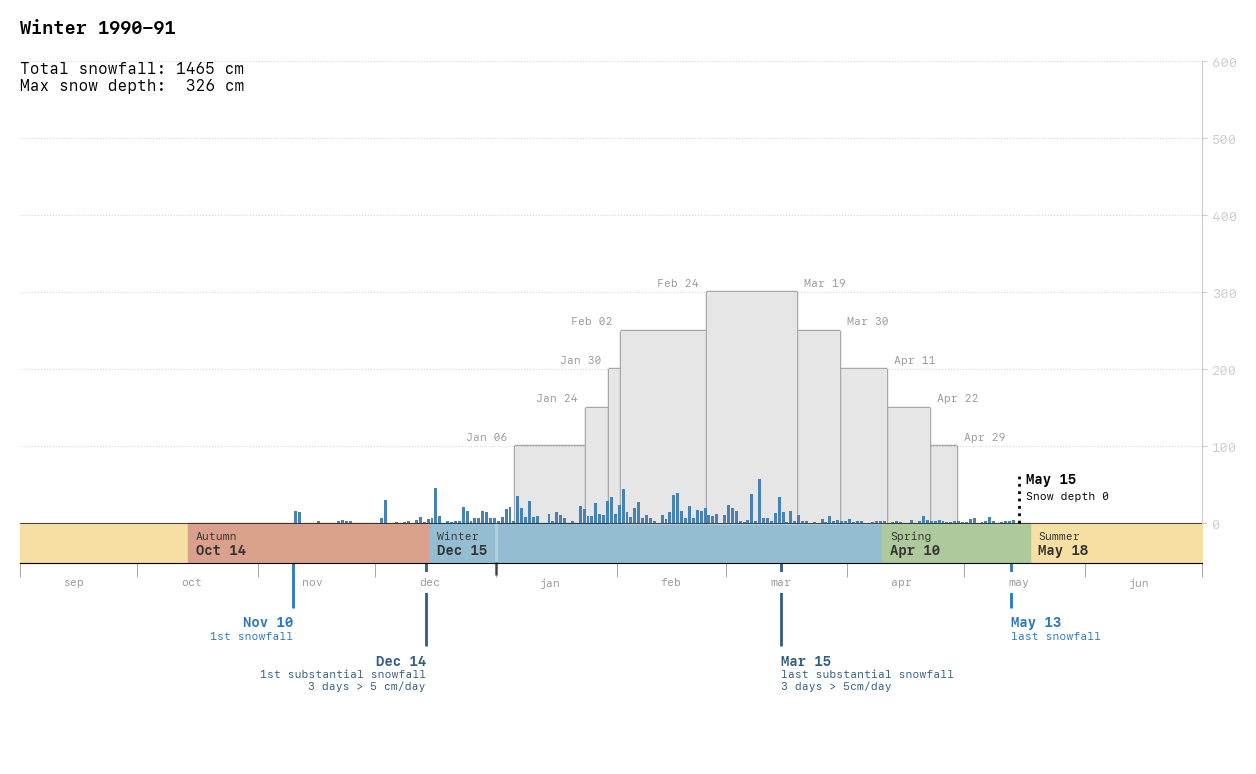 Winter 1990–91
Total snowfall: 1465 cm
Max snow depth:  326 cm
600
500
400
300
200
100
0
Feb 24
Mar 19
Feb 02
Mar 30
Jan 30
Apr 11
Jan 24
Apr 22
Jan 06
Apr 29
May 15
Snow depth 0
Autumn
Oct 14
Winter
Dec 15
Spring
Apr 10
Summer
May 18
sep oct nov dec jan feb mar apr may jun
Nov 10
1st snowfall
May 13
last snowfall
Dec 14
1st substantial snowfall
3 days > 5 cm/day
Mar 15
last substantial snowfall
3 days > 5cm/day